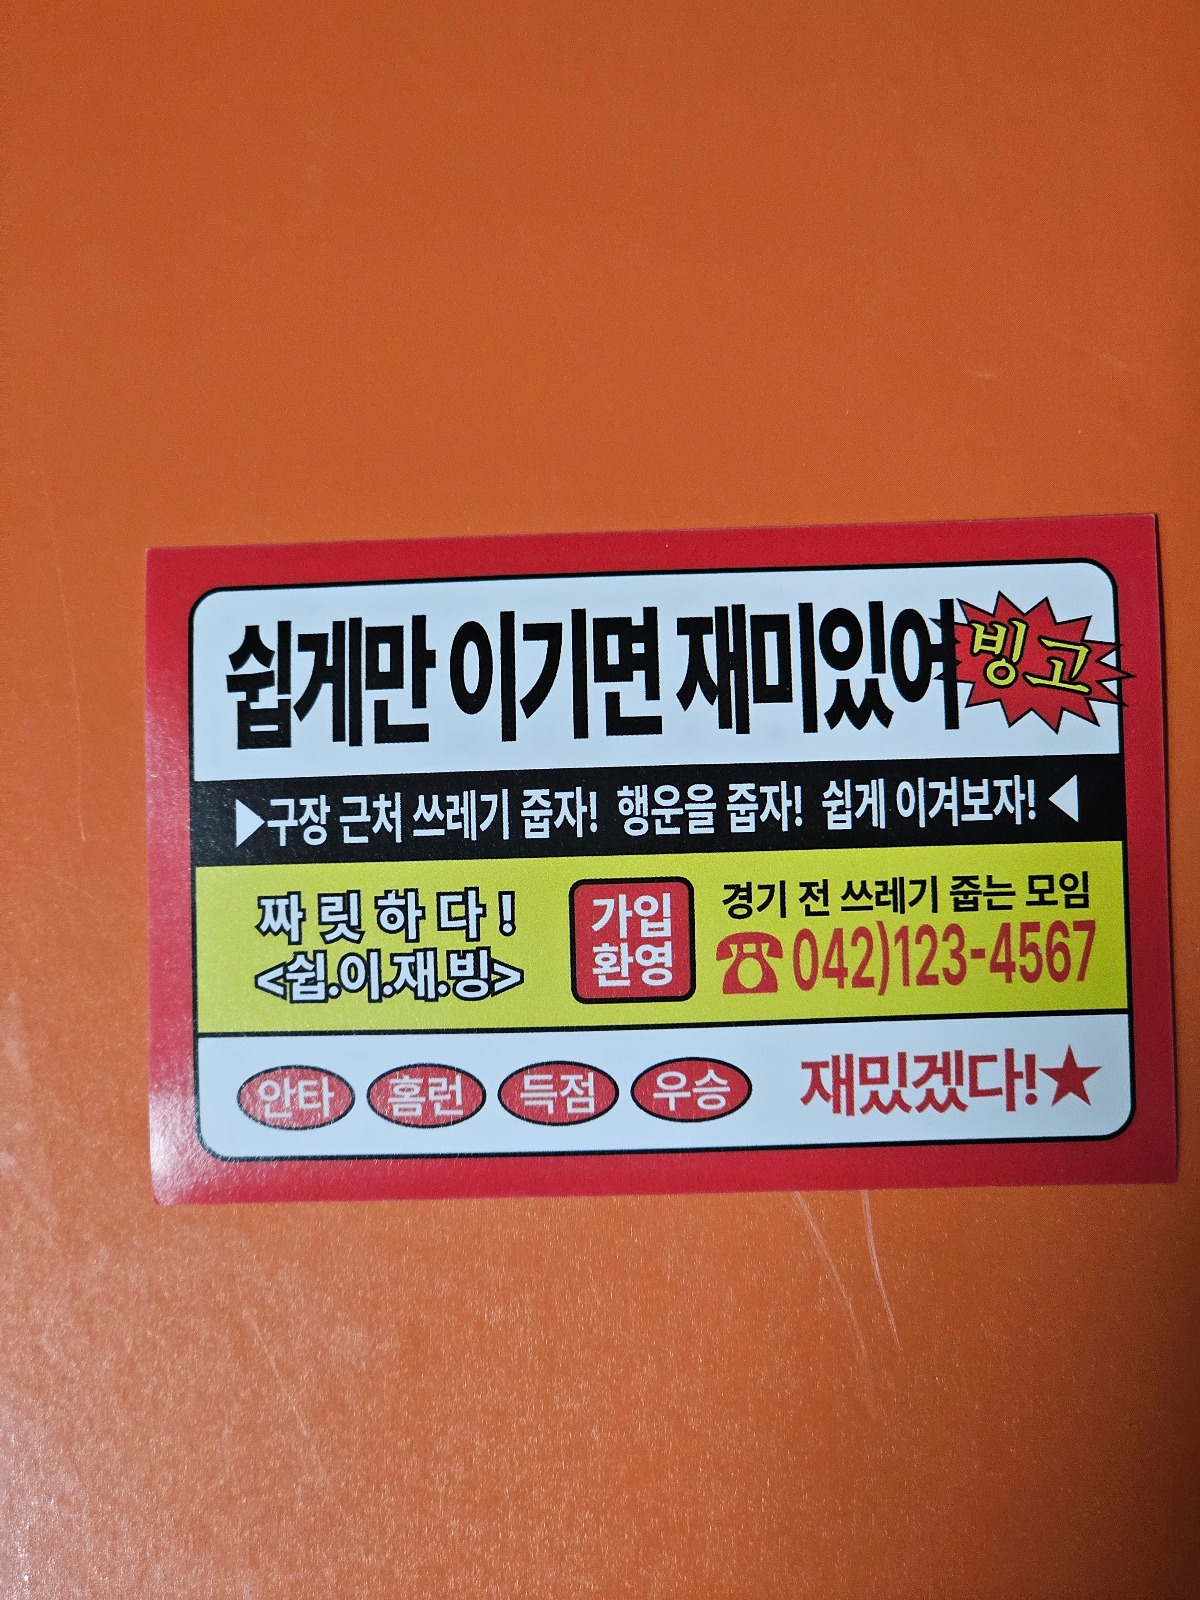 쉽게만 이기면 재미있어 빙고
▶구장 근처 쓰레기 줍자! 행운을 줍자! 쉽게 이겨보자!◀
짜릿하다!
<쉽.이.재.빙>
가입
환영
경기 전 쓰레기 줍는 모임
☎042)123-4567
안타 홈런 득점 우승 재밌겠다!★